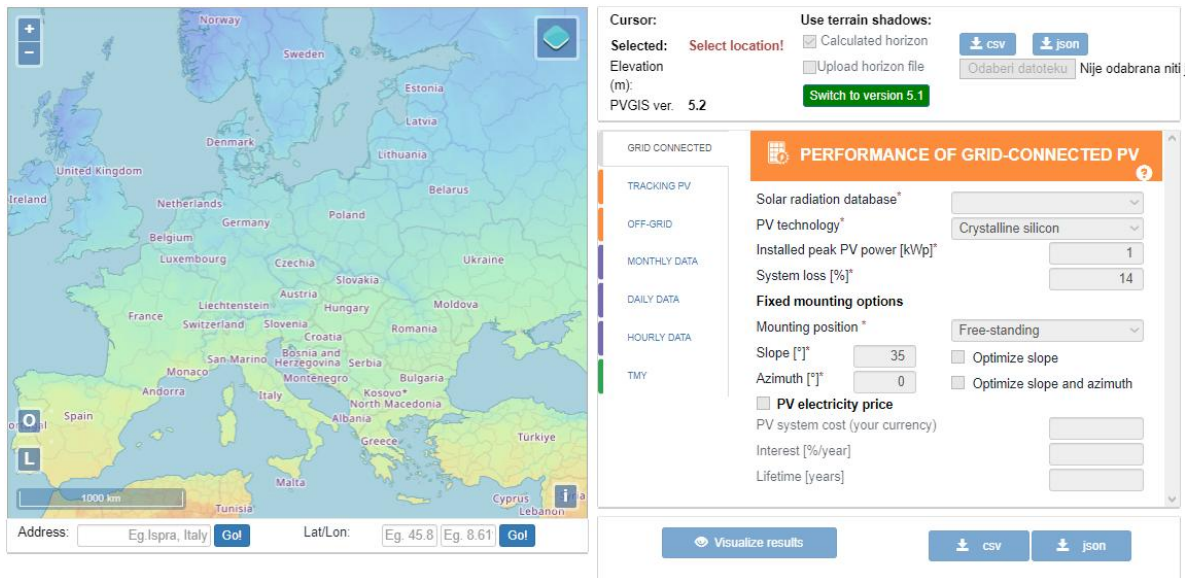 +
−
Norway
Sweden
Estonia
Latvia
Denmark
Lithuania
United Kingdom
Ireland
Belarus
Netherlands
Poland
Germany
Belgium
Luxembourg
Czechia
Ukraine
Slovakia
Austria
Liechtenstein
Hungary
Moldova
France
Switzerland
Slovenia
Croatia
Romania
San Marino
Bosnia and
Herzegovina
Serbia
Monaco
Montenegro
Bulgaria
Andorra
Italy
Kosovo*
North Macedonia
Spain
Albania
Türkiye
Greece
O
L
Malta
1000 km
Tunisia
Cyprus
Lebanon
i
Address: Eg.Ispra, Italy Go! Lat/Lon: Eg. 45.8 Eg. 8.61 Go!
Cursor:
Selected: Select location!
Elevation
(m):
PVGIS ver. 5.2
Use terrain shadows:
Calculated horizon csv json
Upload horizon file Odaberi datoteku Nije odabrana niti
Switch to version 5.1
GRID CONNECTED
TRACKING PV
OFF-GRID
MONTHLY DATA
DAILY DATA
HOURLY DATA
TMY
PERFORMANCE OF GRID-CONNECTED PV
?
Solar radiation database*
PV technology* Crystalline silicon
Installed peak PV power [kWp]* 1
System loss [%]* 14
Fixed mounting options
Mounting position * Free-standing
Slope [°]* 35 Optimize slope
Azimuth [°]* 0 Optimize slope and azimuth
PV electricity price
PV system cost (your currency)
Interest [%/year]
Lifetime [years]
Visualize results csv json